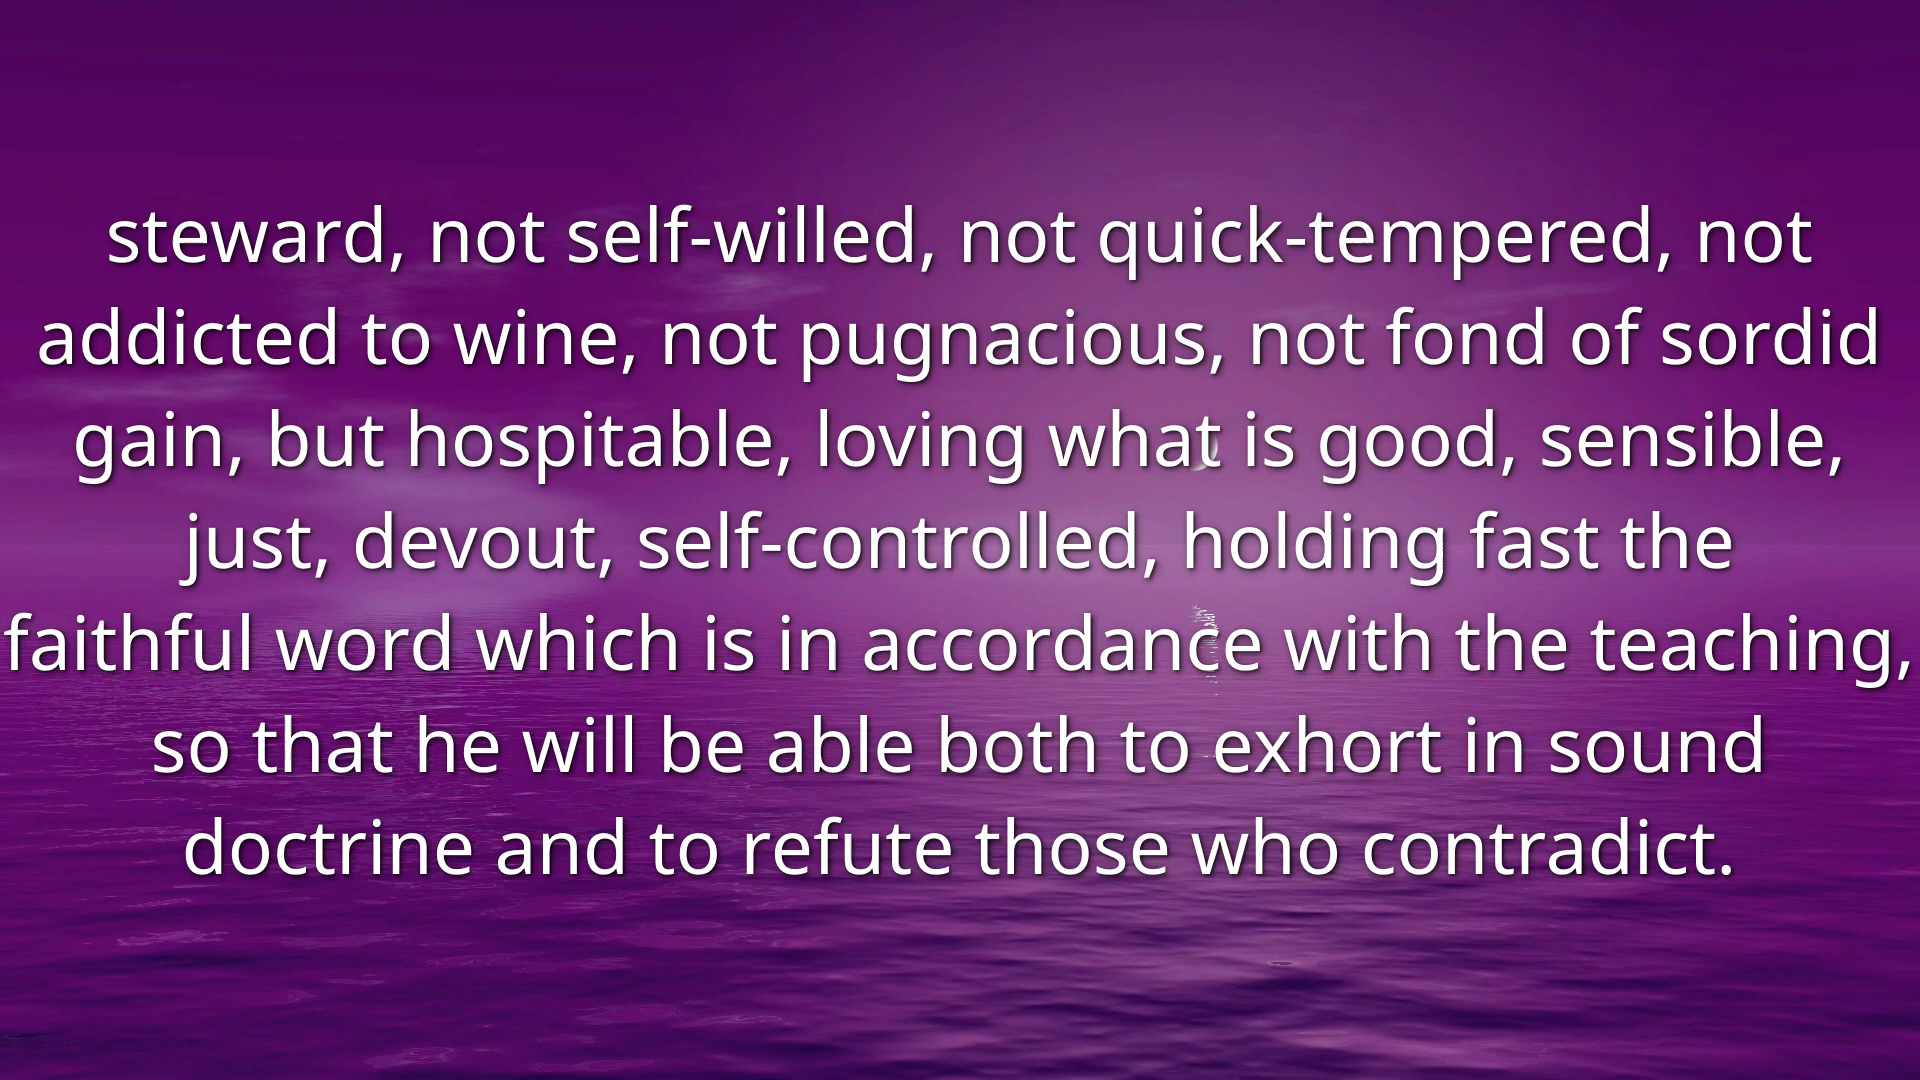 steward, not self-willed, not quick-tempered, not
addicted to wine, not pugnacious, not fond of sordid
gain, but hospitable, loving what is good, sensible,
just, devout, self-controlled, holding fast the
faithful word which is in accordance with the teaching,
so that he will be able both to exhort in sound
doctrine and to refute those who contradict.